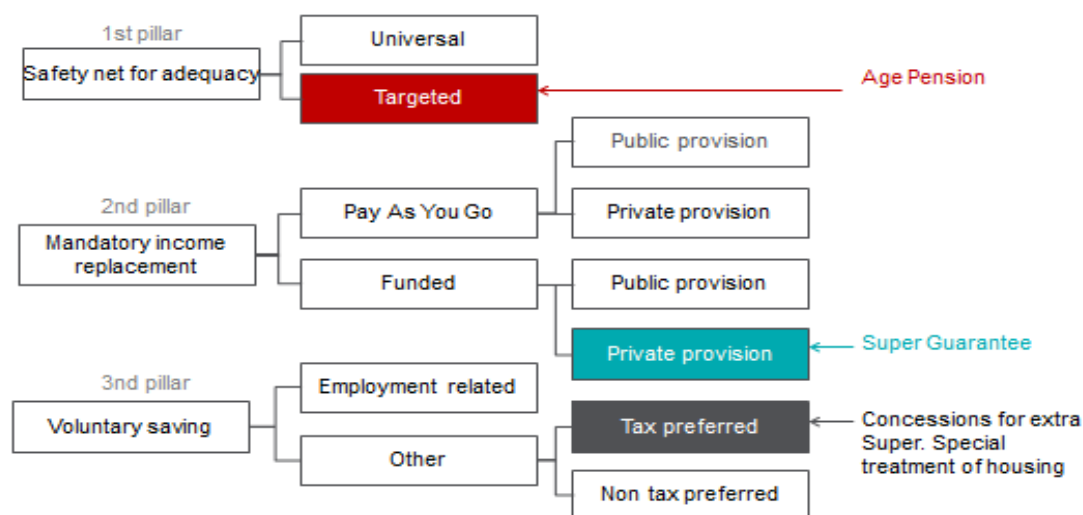 1st pillar
Safety net for adequacy
Universal
Targeted
Age Pension
2nd pillar
Mandatory income
replacement
Pay As You Go
Public provision
Private provision
Funded
Public provision
Private provision
Super Guarantee
3rd pillar
Voluntary saving
Employment related
Other
Tax preferred
Concessions for extra
Super. Special
treatment of housing
Non tax preferred